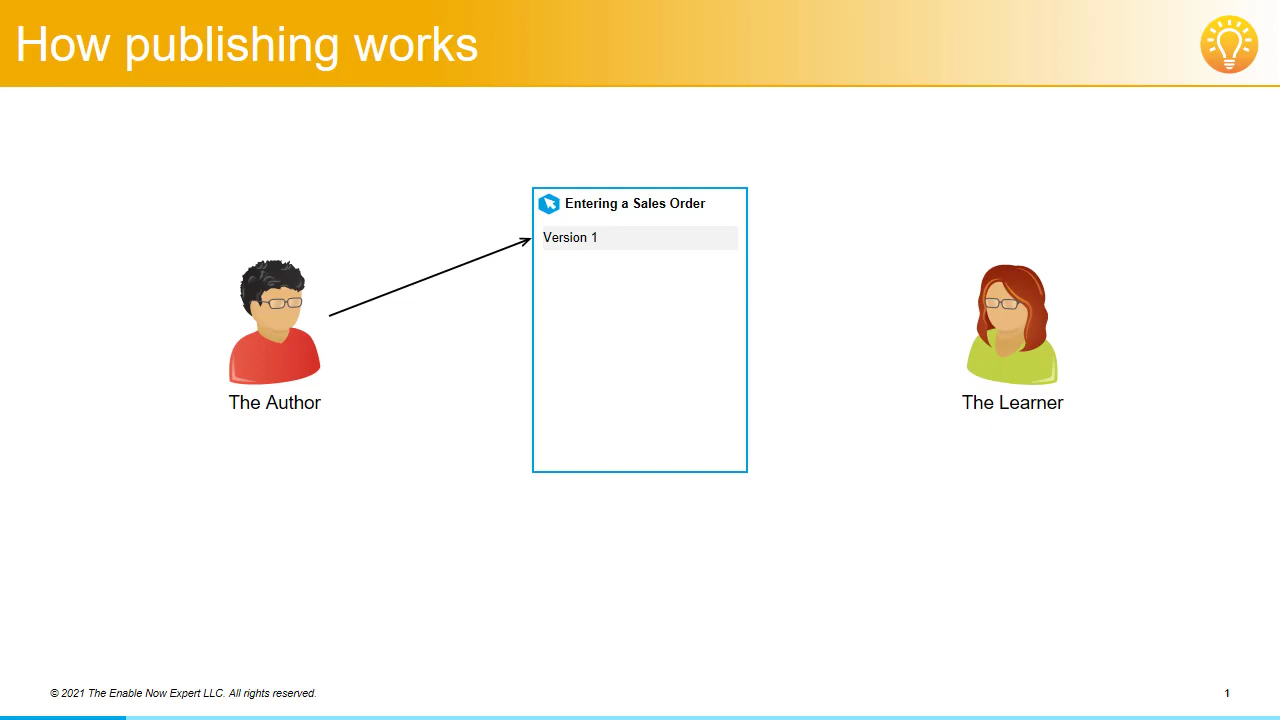 How publishing works
Entering a Sales Order
Version 1
The Author
The Learner
© 2021 The Enable Now Expert LLC. All rights reserved.
1